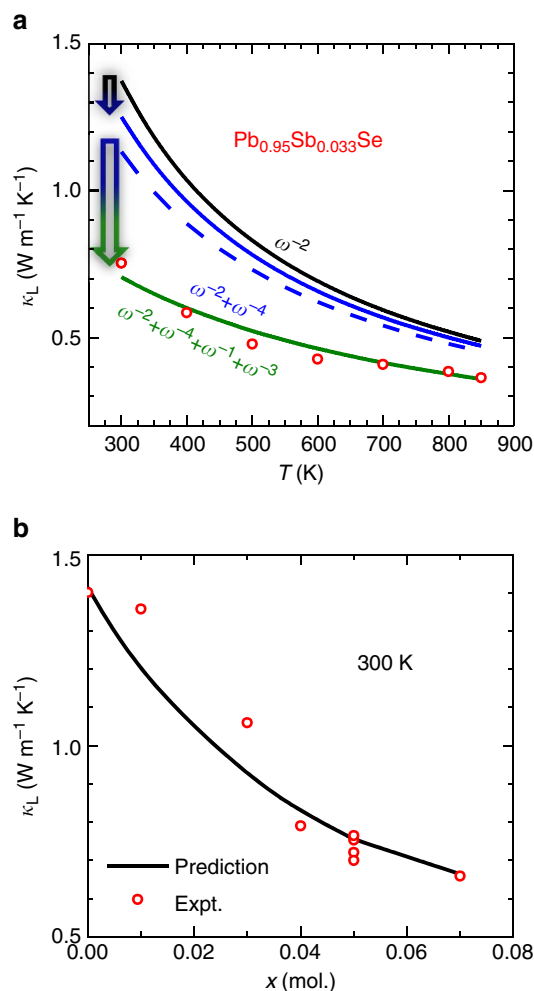 a
1.5
1.0
0.5
κL (W m−1 K−1)
Pb0.95Sb0.033Se
ω−2
ω−2+ω−4
ω−2+ω−4+ω−1+ω−3
300 400 500 600 700 800 900
T (K)
b
1.5
1.0
0.5
κL (W m−1 K−1)
300 K
Prediction
Expt.
0.00 0.02 0.04 0.06 0.08
x (mol.)